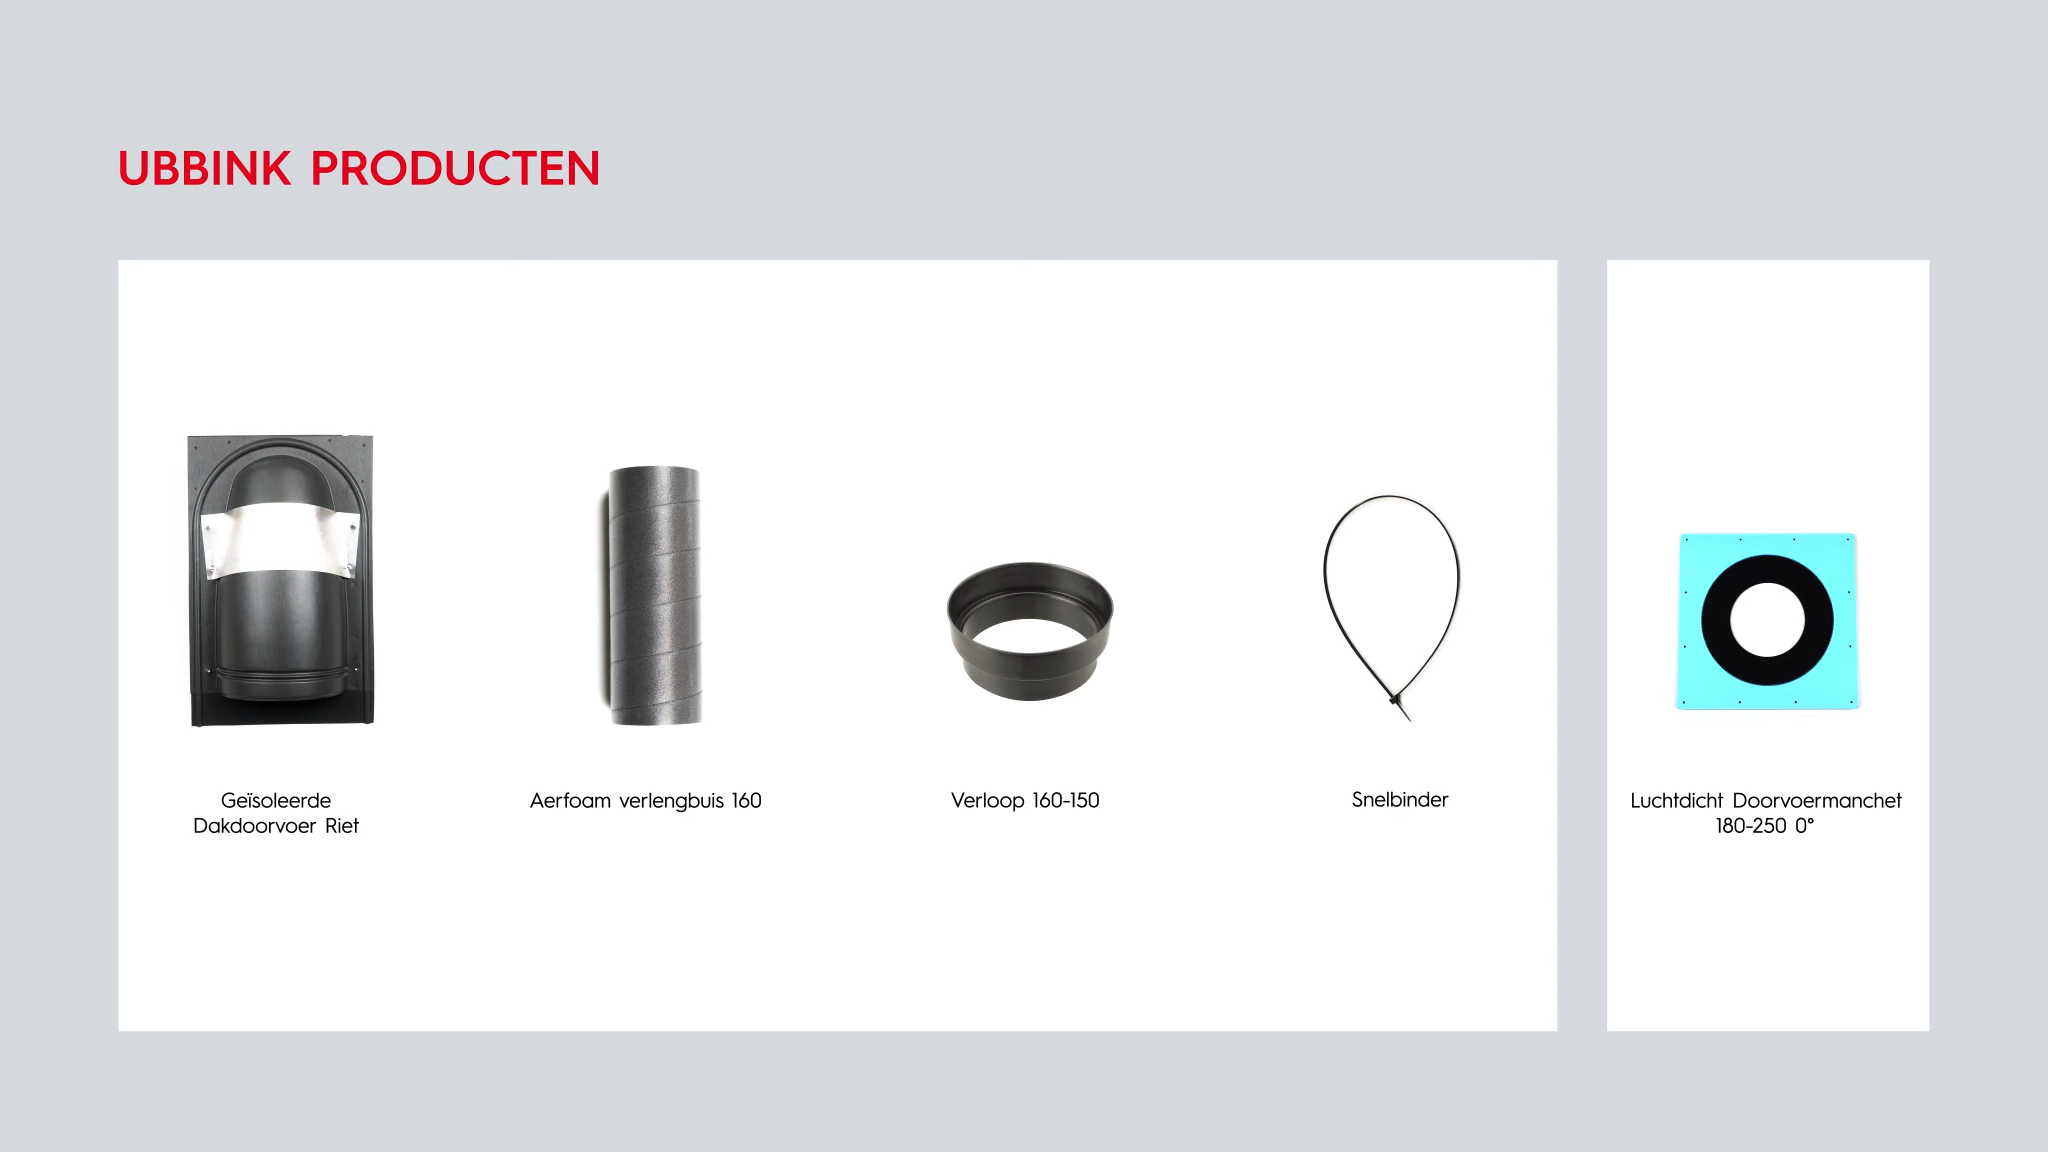 UBBINK PRODUCTEN
Geïsoleerde
Dakdoorvoer Riet
Aerfoam verlengbuis 160
Verloop 160-150
Snelbinder
Luchtdicht Doorvoermanchet
180-250 0°